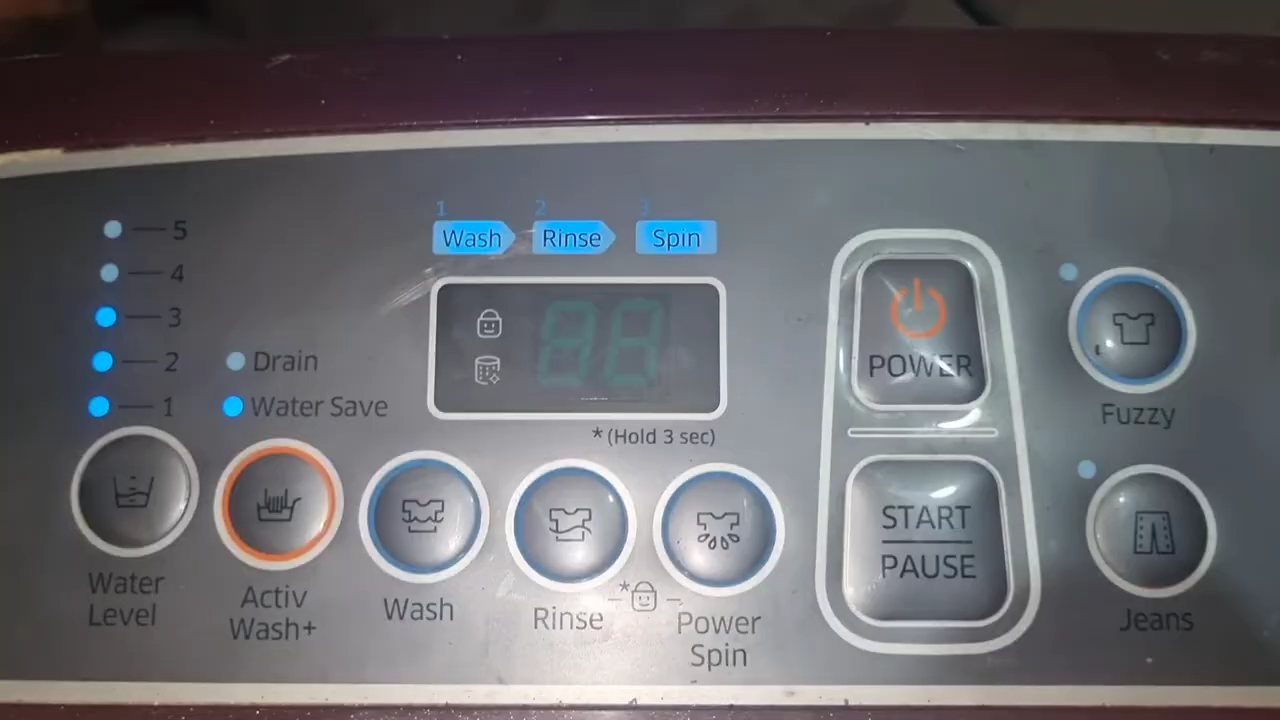 1 2 3
Wash Rinse Spin
5
4
3
2
1
Drain
Water Save
88
*(Hold 3 sec)
Water
Level
Activ
Wash+
Wash
Rinse
*
Power
Spin
POWER
START
PAUSE
Fuzzy
Jeans